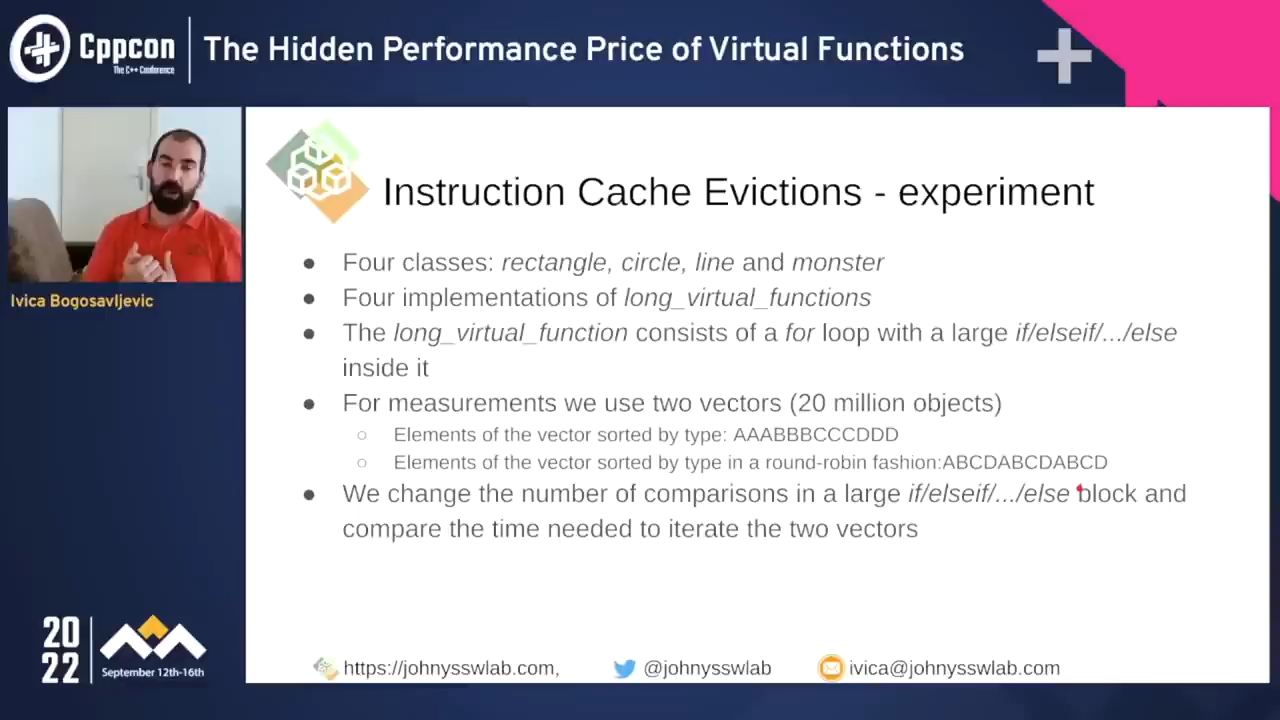 Cppcon
The C++ Conference
The Hidden Performance Price of Virtual Functions
Ivica Bogosavljevic
Instruction Cache Evictions - experiment
● Four classes: rectangle, circle, line and monster
● Four implementations of long_virtual_functions
● The long_virtual_function consists of a for loop with a large if/elseif/.../else
inside it
● For measurements we use two vectors (20 million objects)
○ Elements of the vector sorted by type: AAABBBCCCDDD
○ Elements of the vector sorted by type in a round-robin fashion:ABCDABCDABCD
● We change the number of comparisons in a large if/elseif/.../else block and
compare the time needed to iterate the two vectors
20
22
September 12th-16th
https://johnysswlab.com,
@johnysswlab
ivica@johnysswlab.com